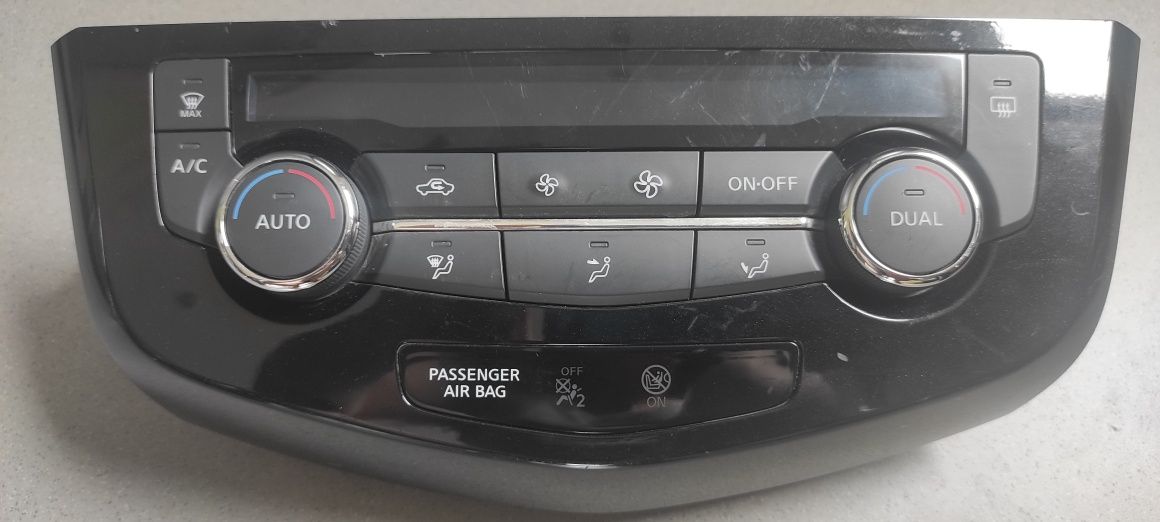 MAX
A/C
AUTO
ON·OFF
DUAL
PASSENGER
AIR BAG
OFF
2
ON